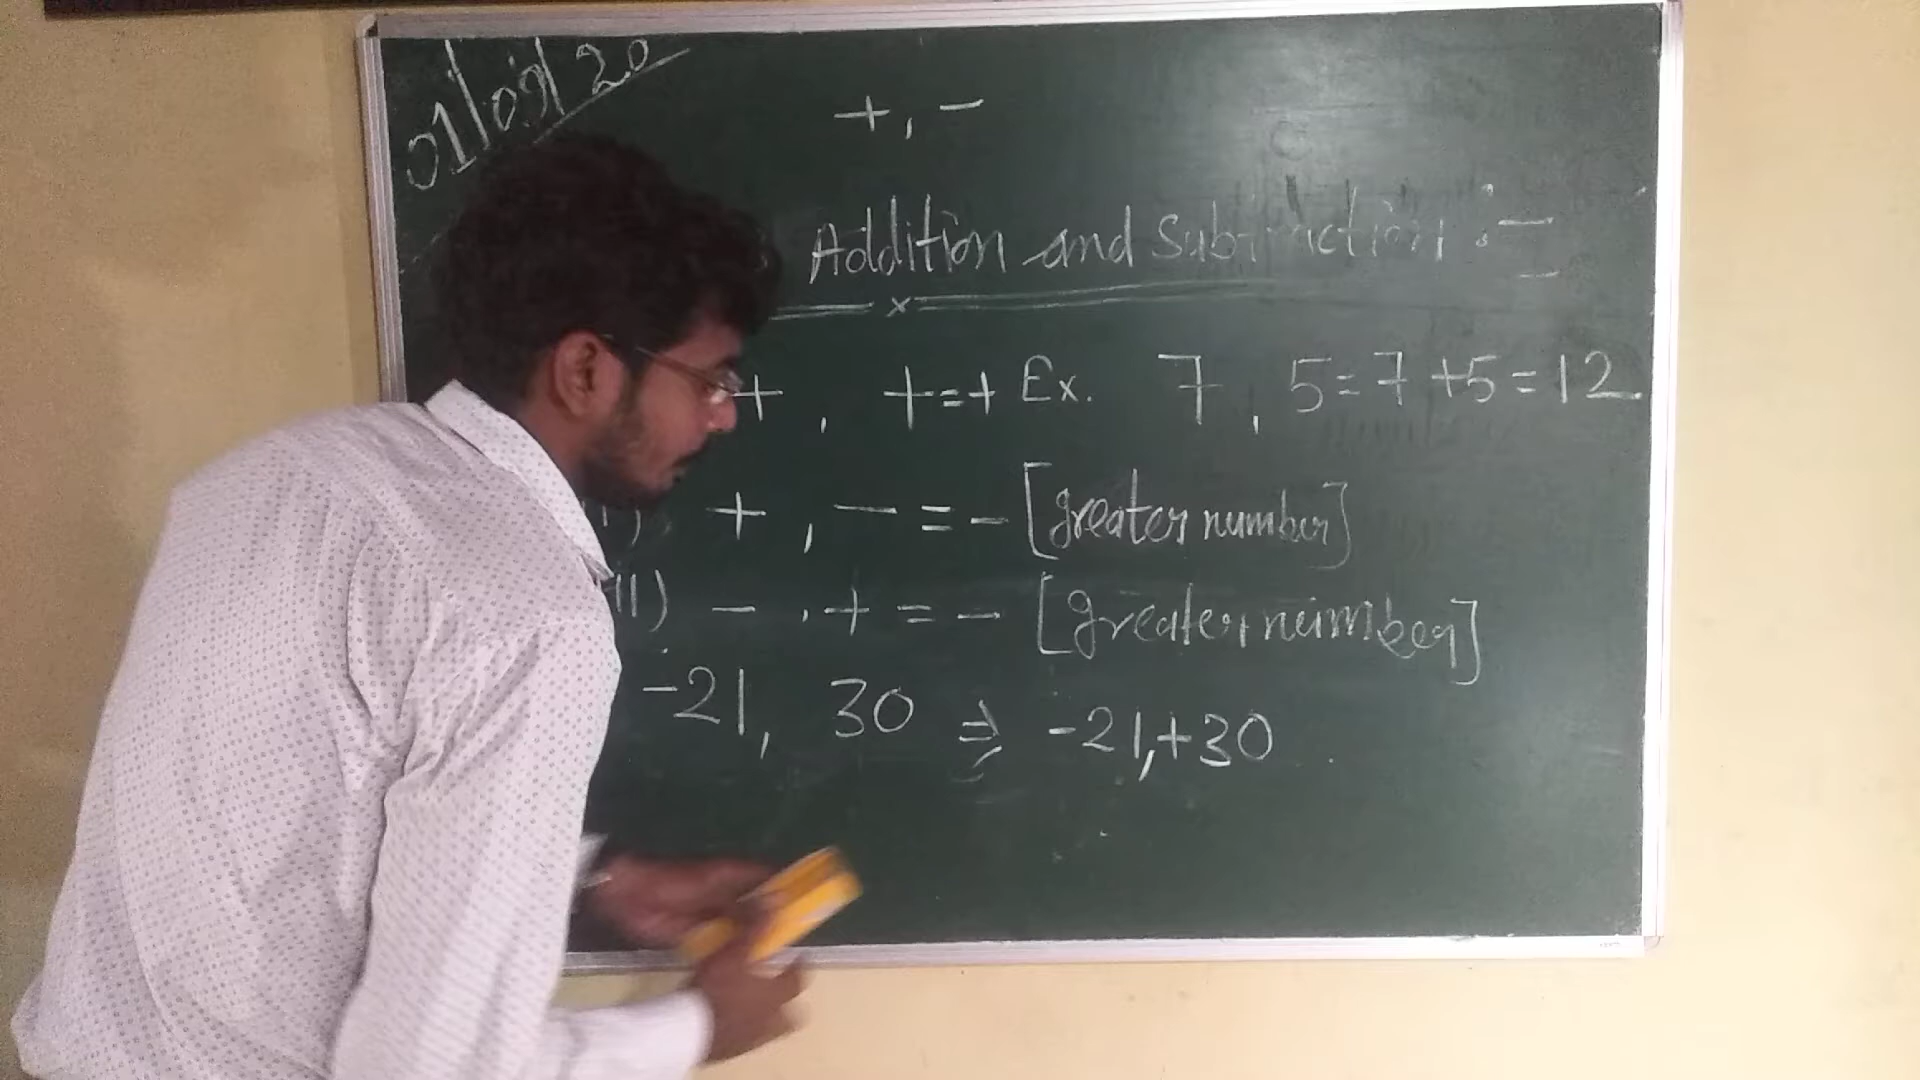 01/09/20
+, -
Addition and Subtraction :-
+, +=+ Ex. 7, 5=7+5=12.
i) +, - = - [greater number]
ii) - . + = - [greater number]
-21, 30 ⇒ -21,+30